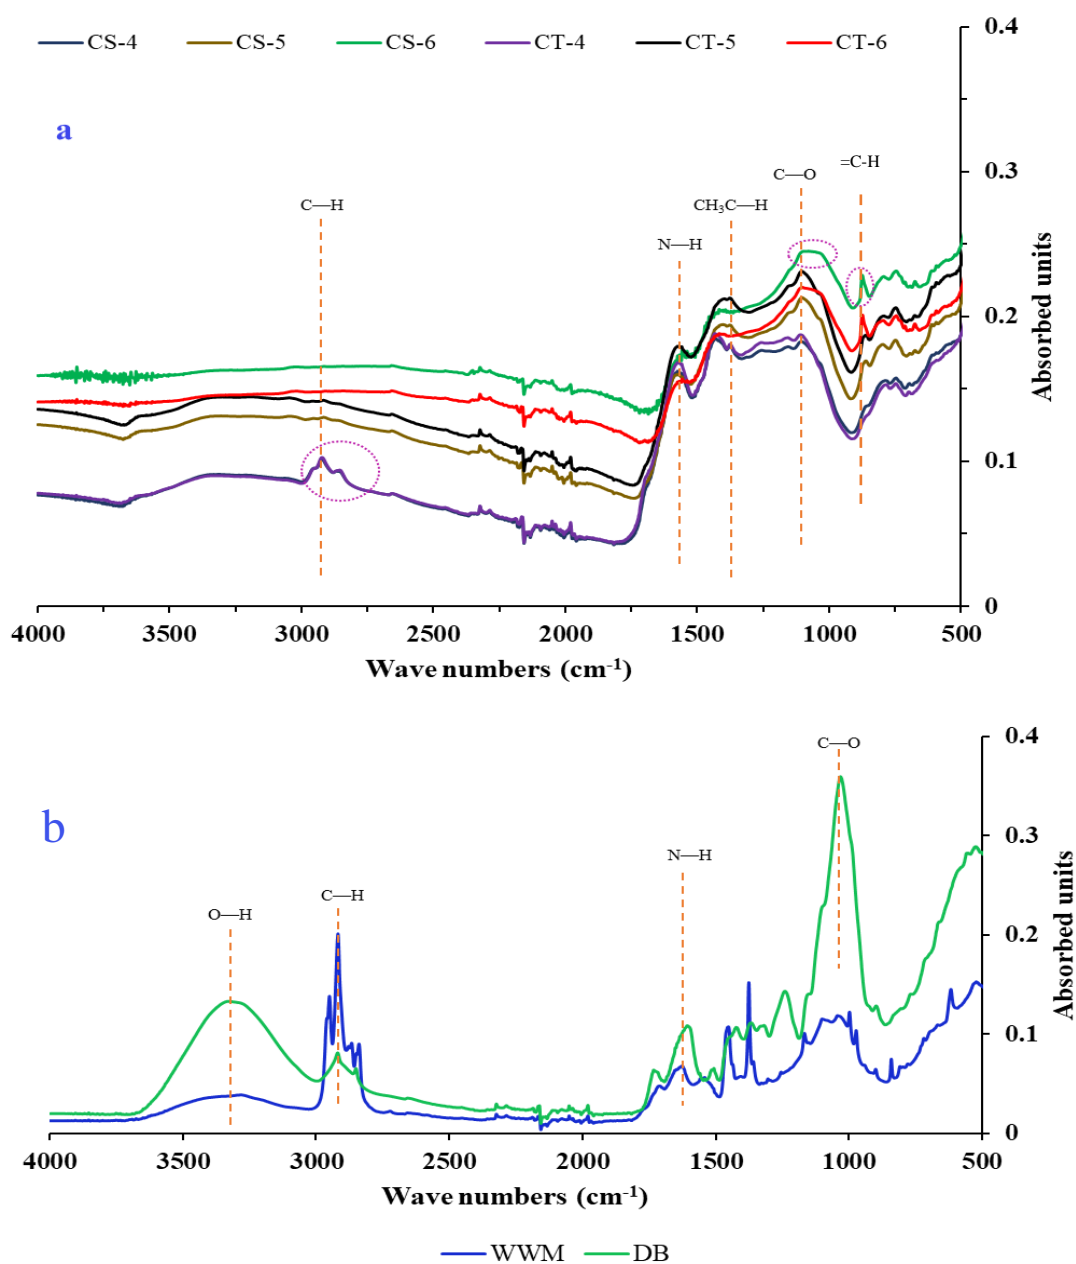 CS-4 CS-5 CS-6 CT-4 CT-5 CT-6
0.4
a
=C-H
C—O
0.3
C—H
CH₃C—H
N—H
0.2
Absorbed units
0.1
0
4000 3500 3000 2500 2000 1500 1000 500
Wave numbers (cm⁻¹)
C—O
0.4
b
0.3
N—H
C—H
O—H
0.2
Absorbed units
0.1
0
4000 3500 3000 2500 2000 1500 1000 500
Wave numbers (cm⁻¹)
WWM DB